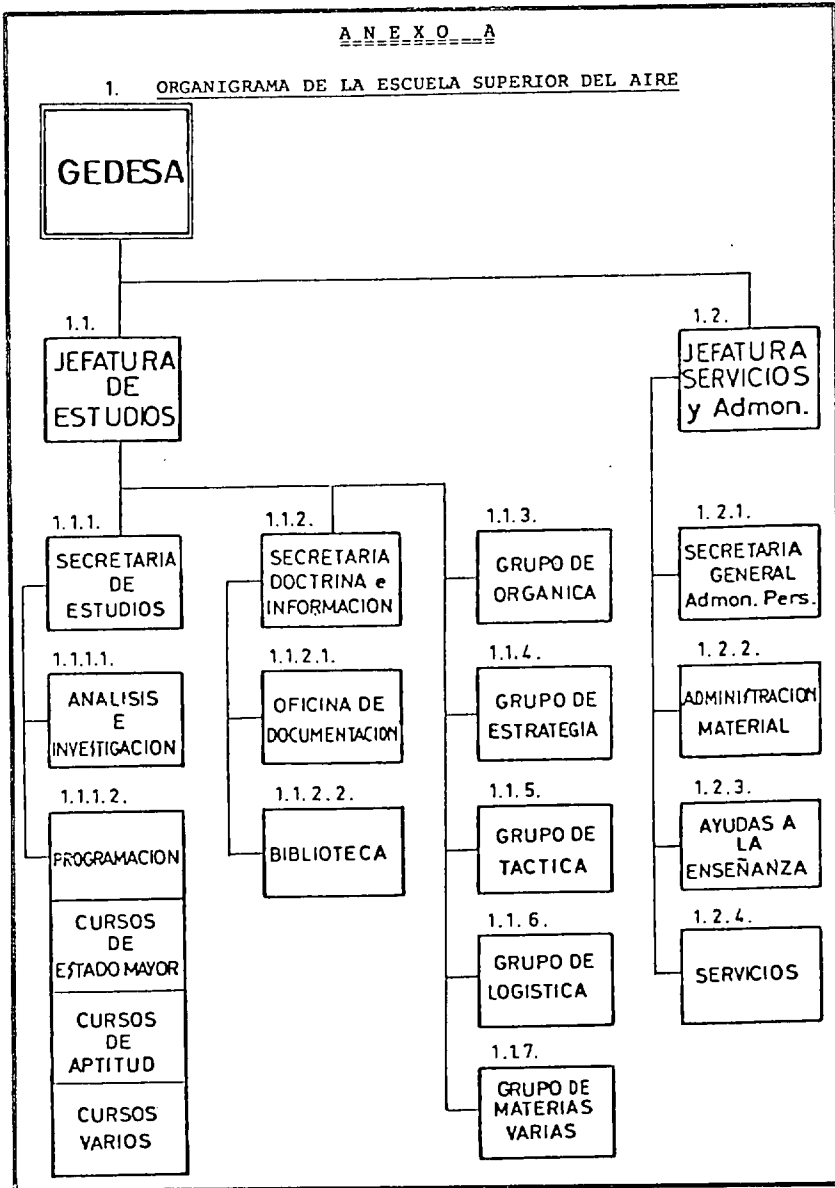 A N E X O A
1. ORGANIGRAMA DE LA ESCUELA SUPERIOR DEL AIRE
GEDESA
1.1.
JEFATURA
DE
ESTUDIOS
1.2.
JEFATURA
SERVICIOS
y Admon.
1.1.1.
SECRETARIA
DE
ESTUDIOS
1.1.1.1.
ANALISIS
E
INVESTIGACION
1.1.1.2.
PROGRAMACION
CURSOS
DE
ESTADO MAYOR
CURSOS
DE
APTITUD
CURSOS
VARIOS
1.1.2.
SECRETARIA
DOCTRINA e
INFORMACION
1.1.2.1.
OFICINA DE
DOCUMENTACION
1.1.2.2.
BIBLIOTECA
1.1.3.
GRUPO DE
ORGANICA
1.1.4.
GRUPO DE
ESTRATEGIA
1.1.5.
GRUPO DE
TACTICA
1.1.6.
GRUPO DE
LOGISTICA
1.1.7.
GRUPO DE
MATERIAS
VARIAS
1.2.1.
SECRETARIA
GENERAL
Admon. Pers.
1.2.2.
ADMINISTRACION
MATERIAL
1.2.3.
AYUDAS A
LA
ENSEÑANZA
1.2.4.
SERVICIOS